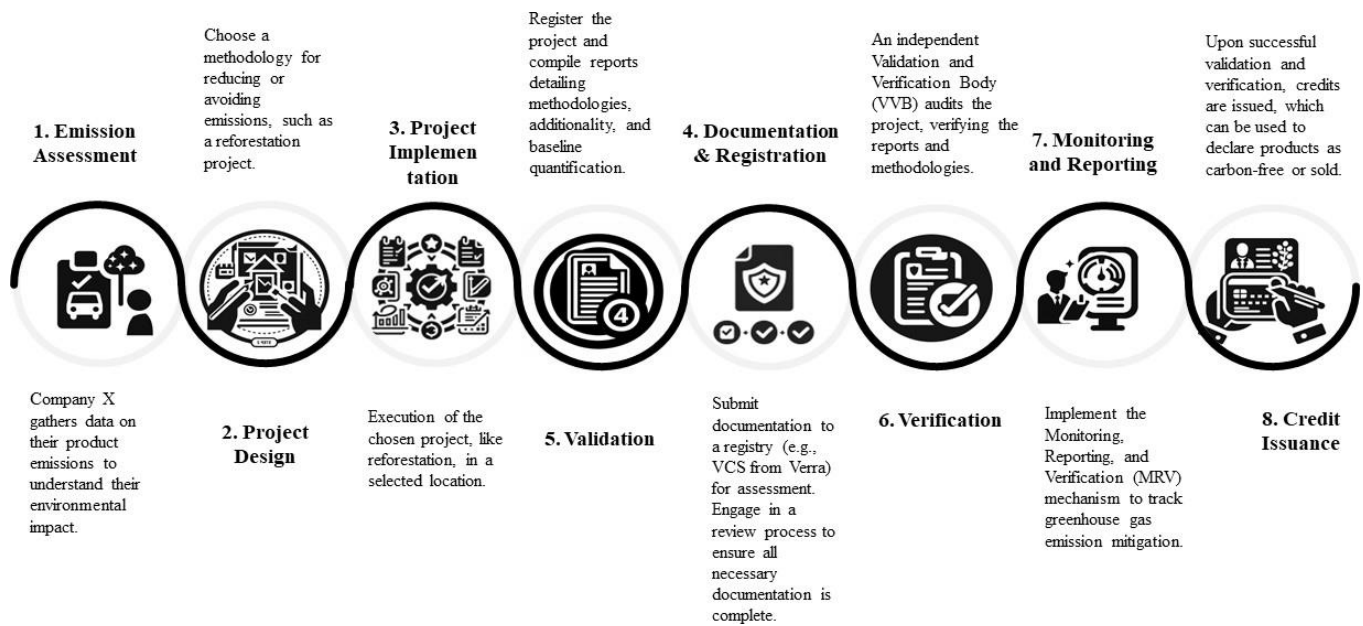 1. Emission
Assessment
Company X
gathers data on
their product
emissions to
understand their
environmental
impact.
Choose a
methodology for
reducing or
avoiding
emissions, such as
a reforestation
project.
2. Project
Design
3. Project
Implemen
tation
Execution of the
chosen project, like
reforestation, in a
selected location.
Register the
project and
compile reports
detailing
methodologies,
additionality, and
baseline
quantification.
4
5. Validation
4. Documentation
& Registration
Submit
documentation to
a registry (e.g.,
VCS from Verra)
for assessment.
Engage in a
review process to
ensure all
necessary
documentation is
complete.
An independent
Validation and
Verification Body
(VVB) audits the
project, verifying the
reports and
methodologies.
6. Verification
7. Monitoring
and Reporting
Implement the
Monitoring,
Reporting, and
Verification (MRV)
mechanism to track
greenhouse gas
emission mitigation.
Upon successful
validation and
verification, credits
are issued, which
can be used to
declare products as
carbon-free or sold.
8. Credit
Issuance